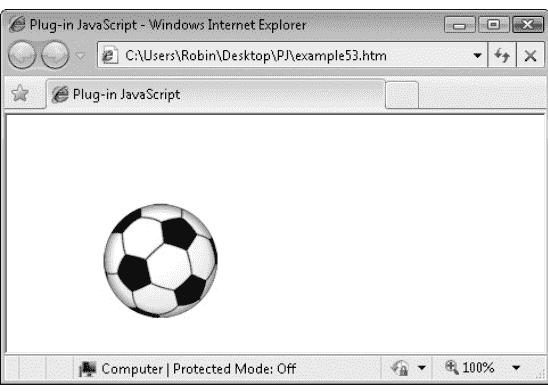 Plug-in JavaScript - Windows Internet Explorer
C:\Users\Robin\Desktop\PJ\example53.htm
Plug-in JavaScript
Computer | Protected Mode: Off
100%